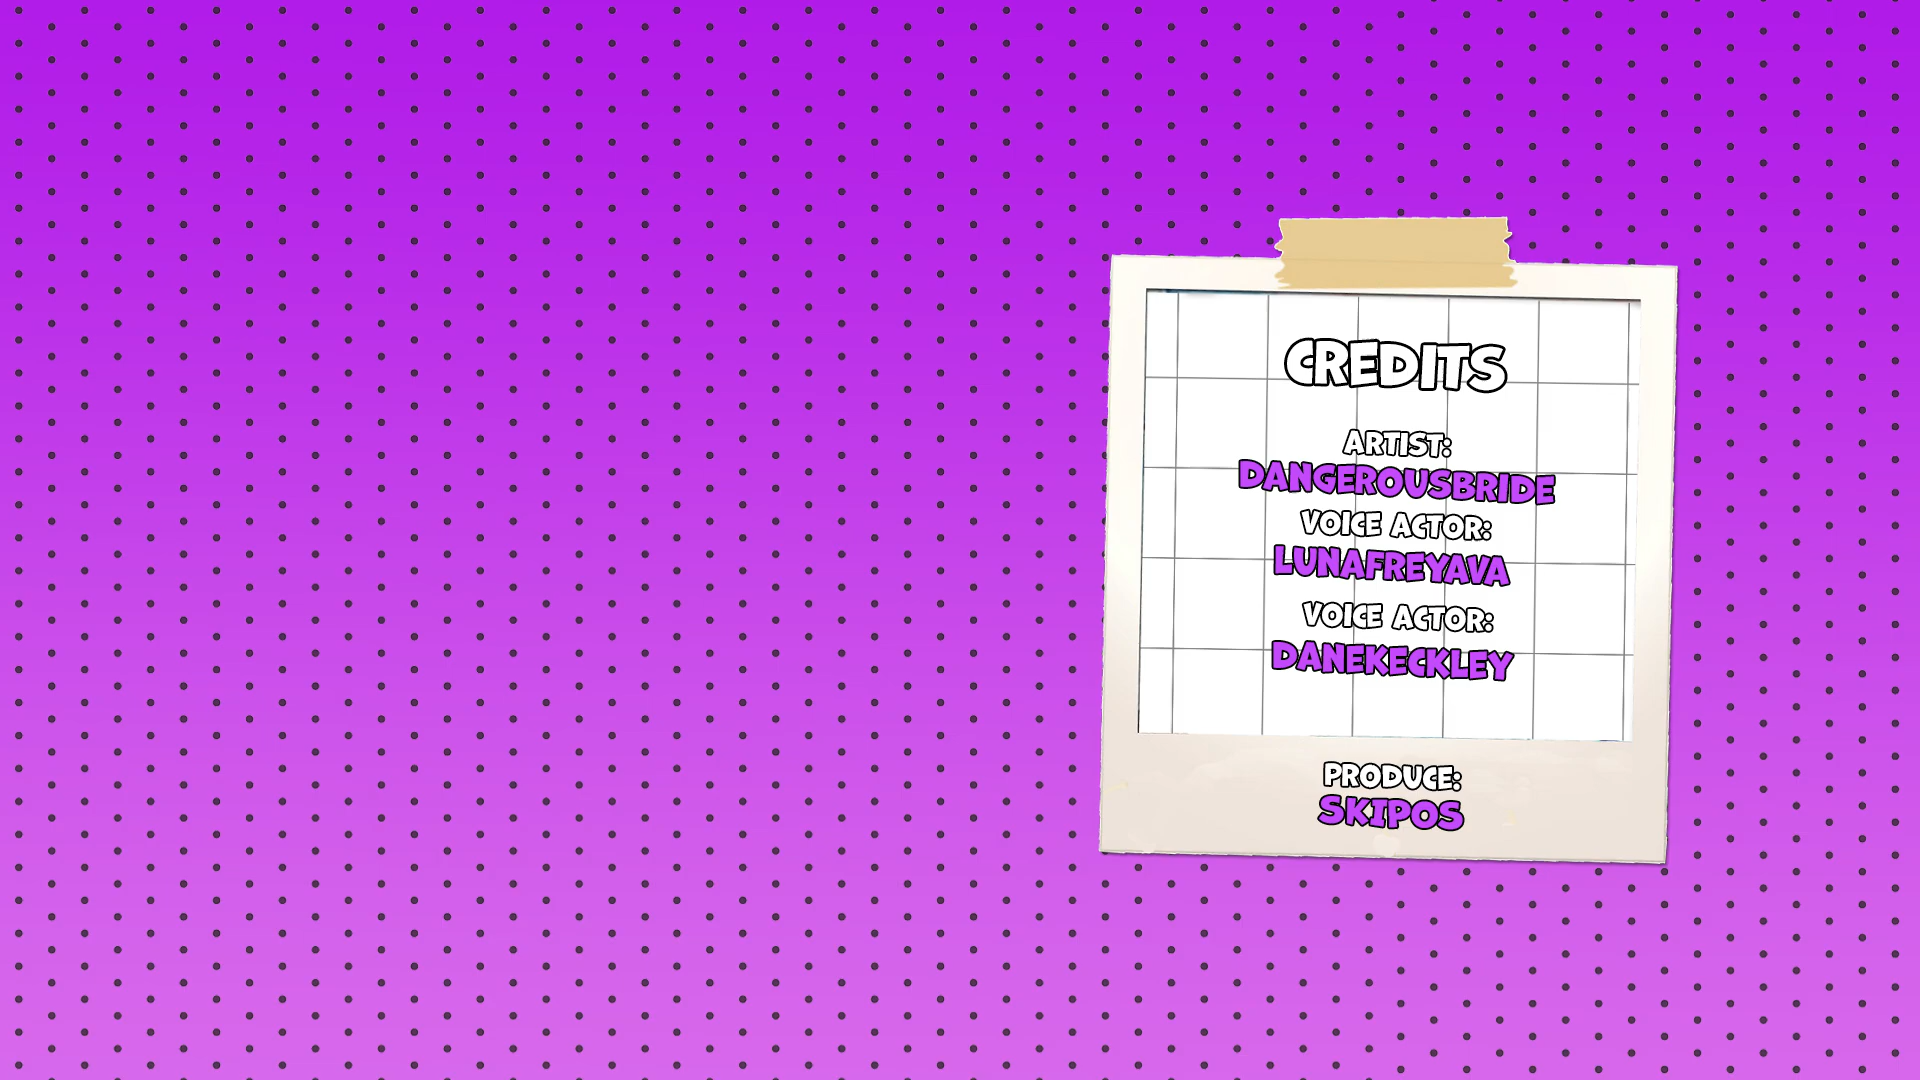 CREDITS
ARTIST:
DANGEROUSBRIDE
VOICE ACTOR:
LUNAFREYAVA
VOICE ACTOR:
DANEKECKLEY
PRODUCE:
SKIPOS